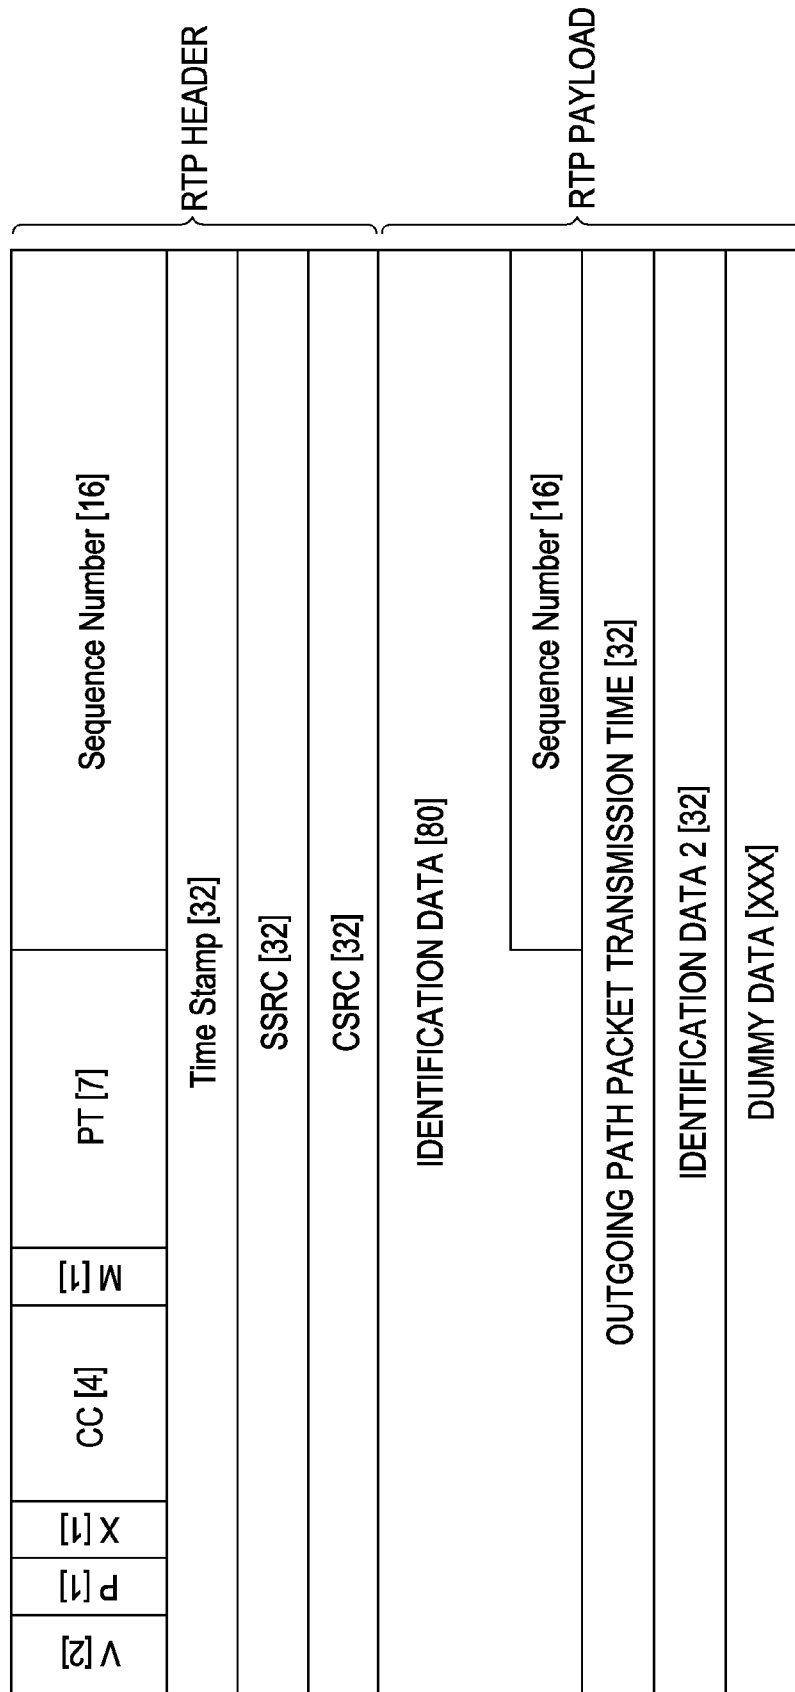 V [2]
P [1]
X [1]
CC [4]
M [1]
PT [7]
Sequence Number [16]
Time Stamp [32]
SSRC [32]
CSRC [32]
RTP HEADER
IDENTIFICATION DATA [80]
Sequence Number [16]
OUTGOING PATH PACKET TRANSMISSION TIME [32]
IDENTIFICATION DATA 2 [32]
DUMMY DATA [XXX]
RTP PAYLOAD